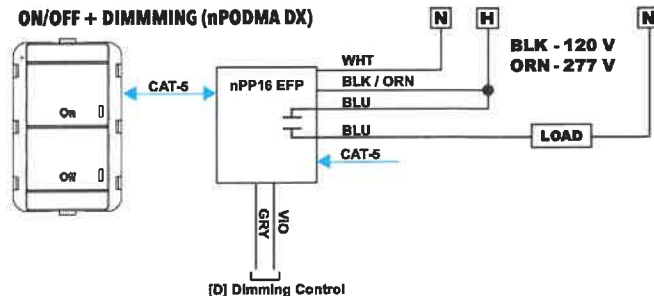 ON/OFF + DIMMMING (nPODMA DX)
N
H
N
BLK - 120 V
ORN - 277 V
WHT
CAT-5
nPP16 EFP
BLK / ORN
BLU
On
BLU
LOAD
CAT-5
Off
GRY
VIO
[D] Dimming Control